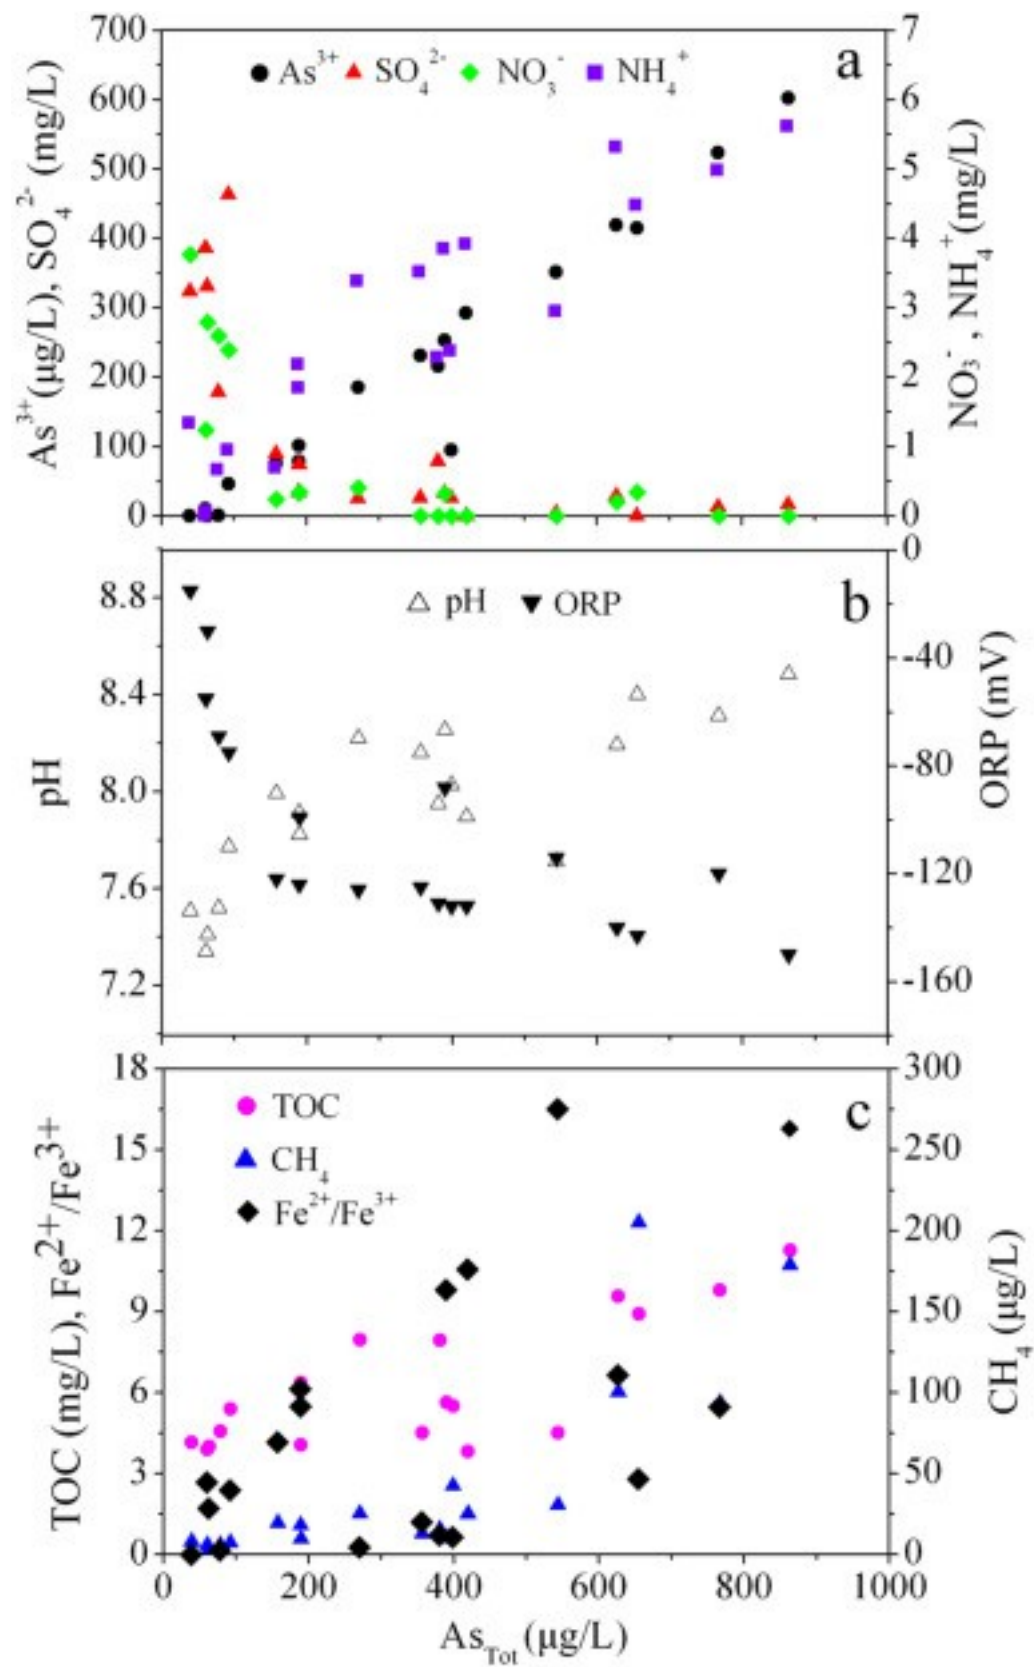 a
As³⁺ SO₄²⁻ NO₃⁻ NH₄⁺
As³⁺(μg/L), SO₄²⁻ (mg/L)
700
600
500
400
300
200
100
0
NO₃⁻, NH₄⁺(mg/L)
7
6
5
4
3
2
1
0
b
pH ORP
pH
8.8
8.4
8.0
7.6
7.2
ORP (mV)
0
-40
-80
-120
-160
c
TOC
CH₄
Fe²⁺/Fe³⁺
TOC (mg/L), Fe²⁺/Fe³⁺
18
15
12
9
6
3
0
CH₄ (μg/L)
300
250
200
150
100
50
0
0 200 400 600 800 1000
As_Tot (μg/L)